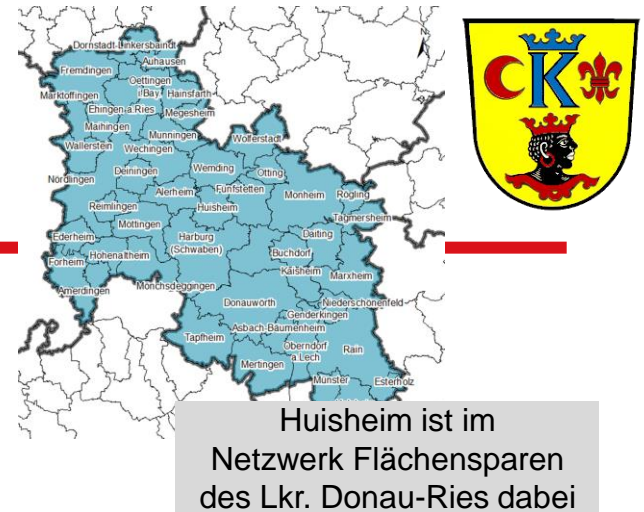 Dornstadt-Linkersbaindt
Auhausen
Fremdingen
Oettingen
i.Bay
Hainsfarth
Marktoffingen
Ehingen a.Ries
Megesheim
Maihingen
Munningen
Wolferstadt
Wallerstein
Wechingen
Deiningen
Wemding
Otting
Nördlingen
Alerheim
Fünfstetten
Monheim
Rögling
Reimlingen
Huisheim
Tagmersheim
Möttingen
Ederheim
Harburg
(Schwaben)
Daiting
Hohenaltheim
Buchdorf
Forheim
Kaisheim
Marxheim
Amerdingen
Mönchsdeggingen
Donauwörth
Niederschönenfeld
Genderkingen
Asbach-Bäumenheim
Tapfheim
Oberndorf
a.Lech
Rain
Mertingen
Münster
Esterholz
K
Huisheim ist im
Netzwerk Flächensparen
des Lkr. Donau-Ries dabei